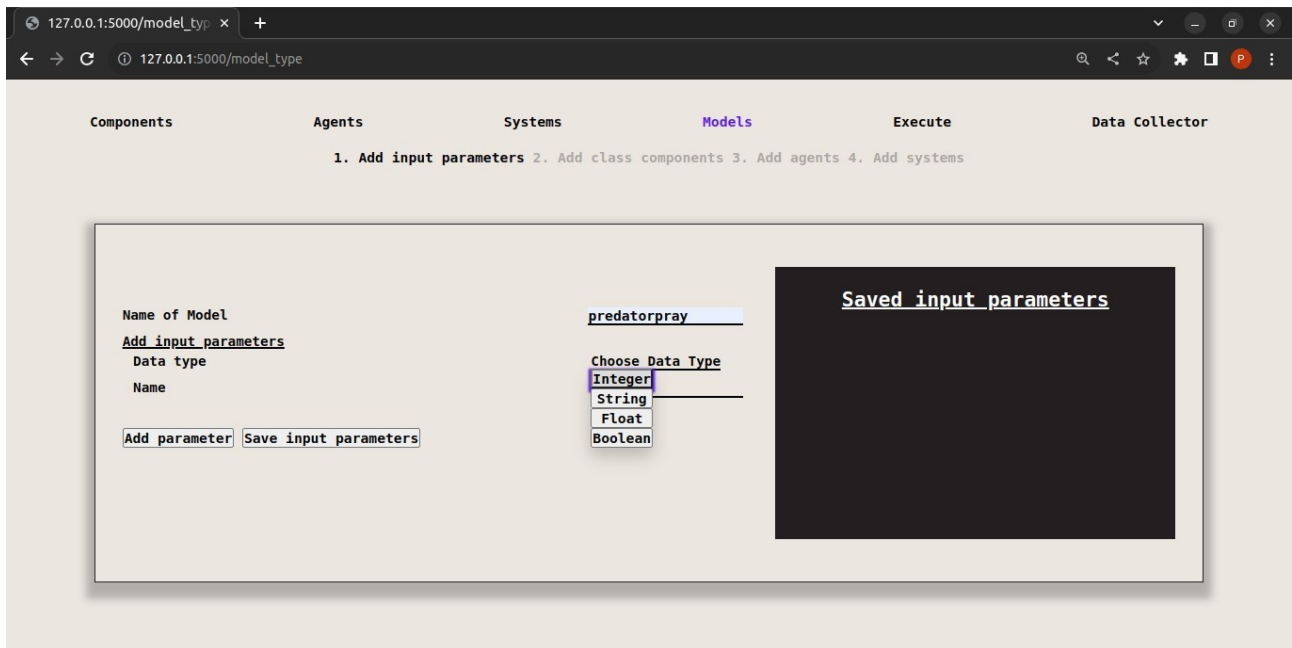 127.0.0.1:5000/model_typ
127.0.0.1:5000/model_type
P
Components Agents Systems Models Execute Data Collector
1. Add input parameters 2. Add class components 3. Add agents 4. Add systems
Name of Model predatorpray
Add input parameters
Data type Choose Data Type
Name
Integer
String
Float
Boolean
Add parameter Save input parameters
Saved input parameters